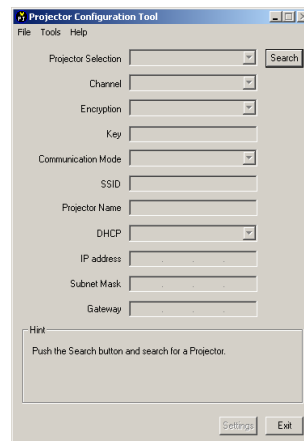 Projector Configuration Tool
File Tools Help
Projector Selection
Search
Channel
Encryption
Key
Communication Mode
SSID
Projector Name
DHCP
IP address
Subnet Mask
Gateway
Hint
Push the Search button and search for a Projector.
Settings Exit